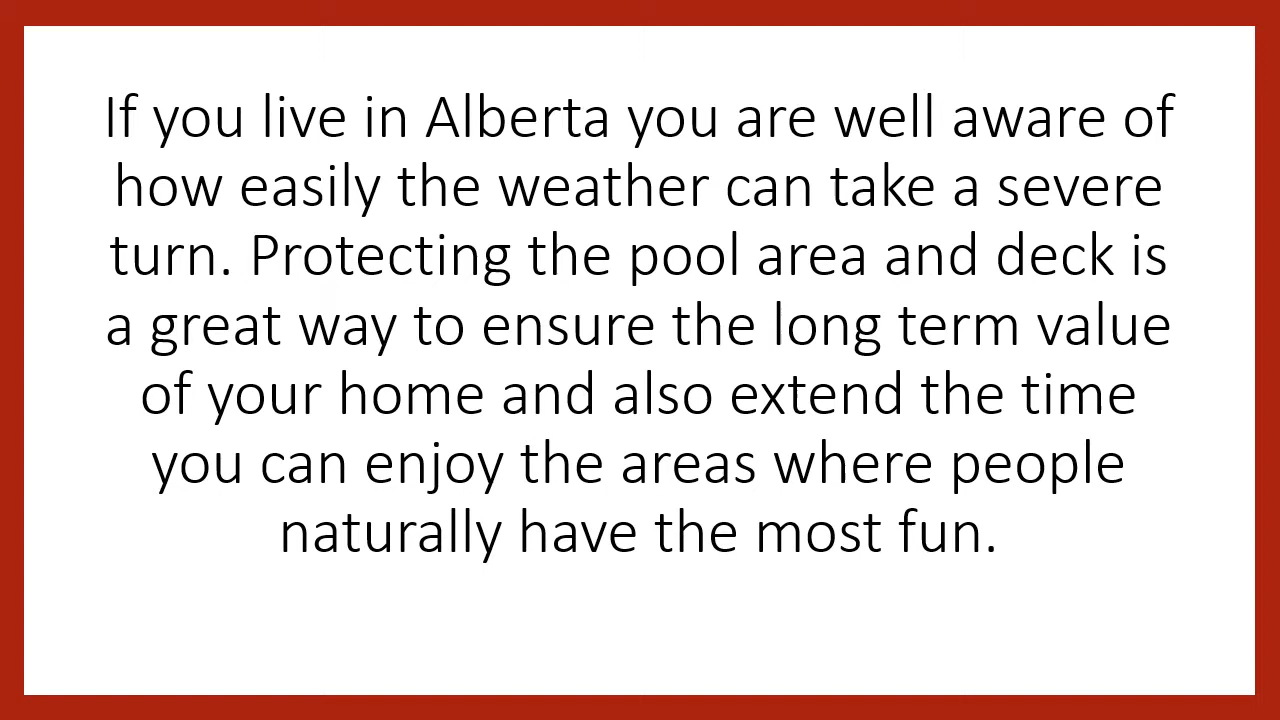 If you live in Alberta you are well aware of
how easily the weather can take a severe
turn. Protecting the pool area and deck is
a great way to ensure the long term value
of your home and also extend the time
you can enjoy the areas where people
naturally have the most fun.